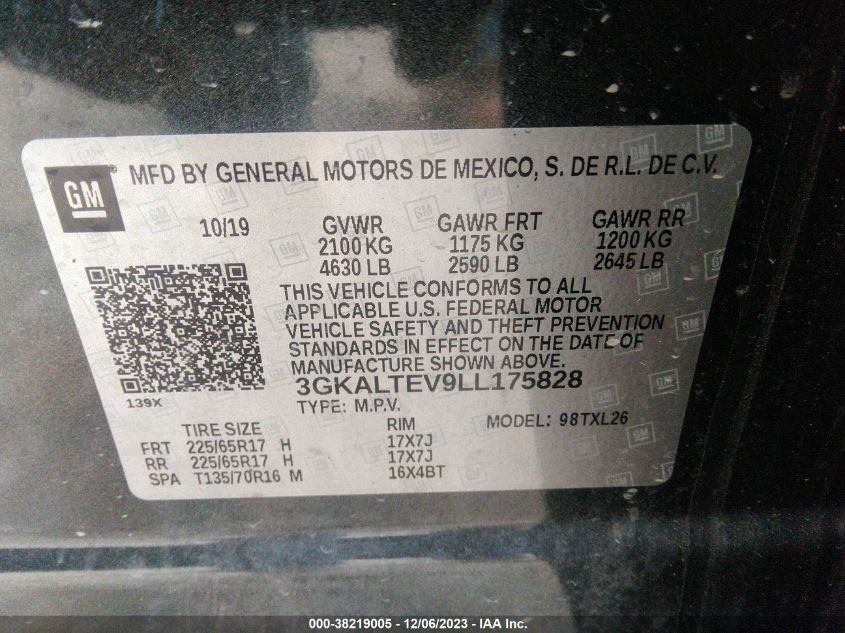 GM
MFD BY GENERAL MOTORS DE MEXICO, S. DE R.L. DE C.V.
10/19 GVWR GAWR FRT GAWR RR
2100 KG 1175 KG 1200 KG
4630 LB 2590 LB 2645 LB
THIS VEHICLE CONFORMS TO ALL
APPLICABLE U.S. FEDERAL MOTOR
VEHICLE SAFETY AND THEFT PREVENTION
STANDARDS IN EFFECT ON THE DATE OF
MANUFACTURE SHOWN ABOVE.
139X 3GKALTEV9LL175828
TYPE: M.P.V. MODEL: 98TXL26
TIRE SIZE RIM
FRT 225/65R17 H 17X7J
RR 225/65R17 H 17X7J
SPA T135/70R16 M 16X4BT
000-38219005 - 12/06/2023 - IAA Inc.